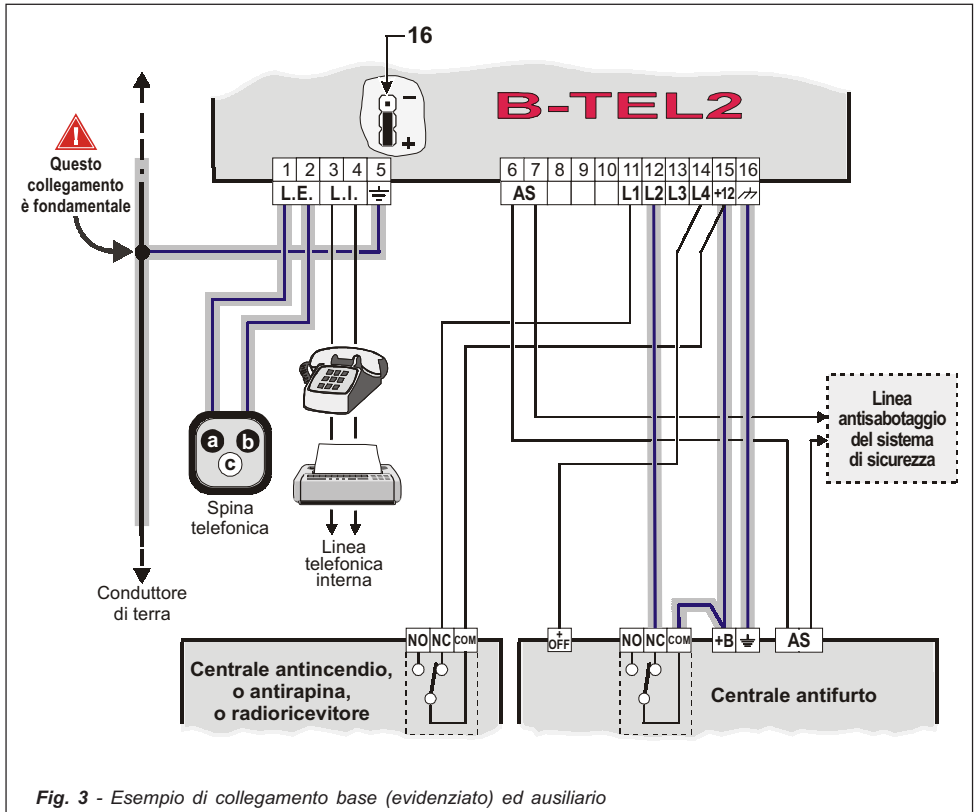 16
B-TEL2
− +
Questo
collegamento
è fondamentale
1 2 3 4 5
L.E. L.I.
6 7 8 9 10 11 12 13 14 15 16
AS L1 L2 L3 L4 +12
a b
c
Spina
telefonica
Linea
telefonica
interna
Conduttore
di terra
Linea
antisabotaggio
del sistema
di sicurezza
NO NC COM
Centrale antincendio,
o antirapina,
o radioricevitore
+
OFF
NO NC COM +B AS
Centrale antifurto
Fig. 3 - Esempio di collegamento base (evidenziato) ed ausiliario